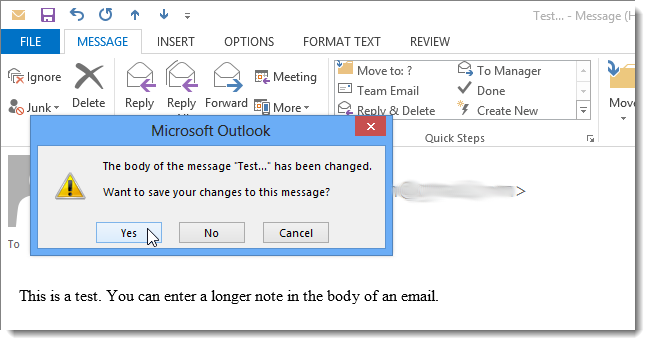 Test... - Message (H
FILE MESSAGE INSERT OPTIONS FORMAT TEXT REVIEW
Ignore
Junk
Delete
Reply
Reply
Forward
Meeting
More
Move to: ?
Team Email
Reply & Delete
To Manager
Done
Create New
Quick Steps
Move
Microsoft Outlook
The body of the message "Test..." has been changed.
Want to save your changes to this message?
Yes No Cancel
>
To
This is a test. You can enter a longer note in the body of an email.